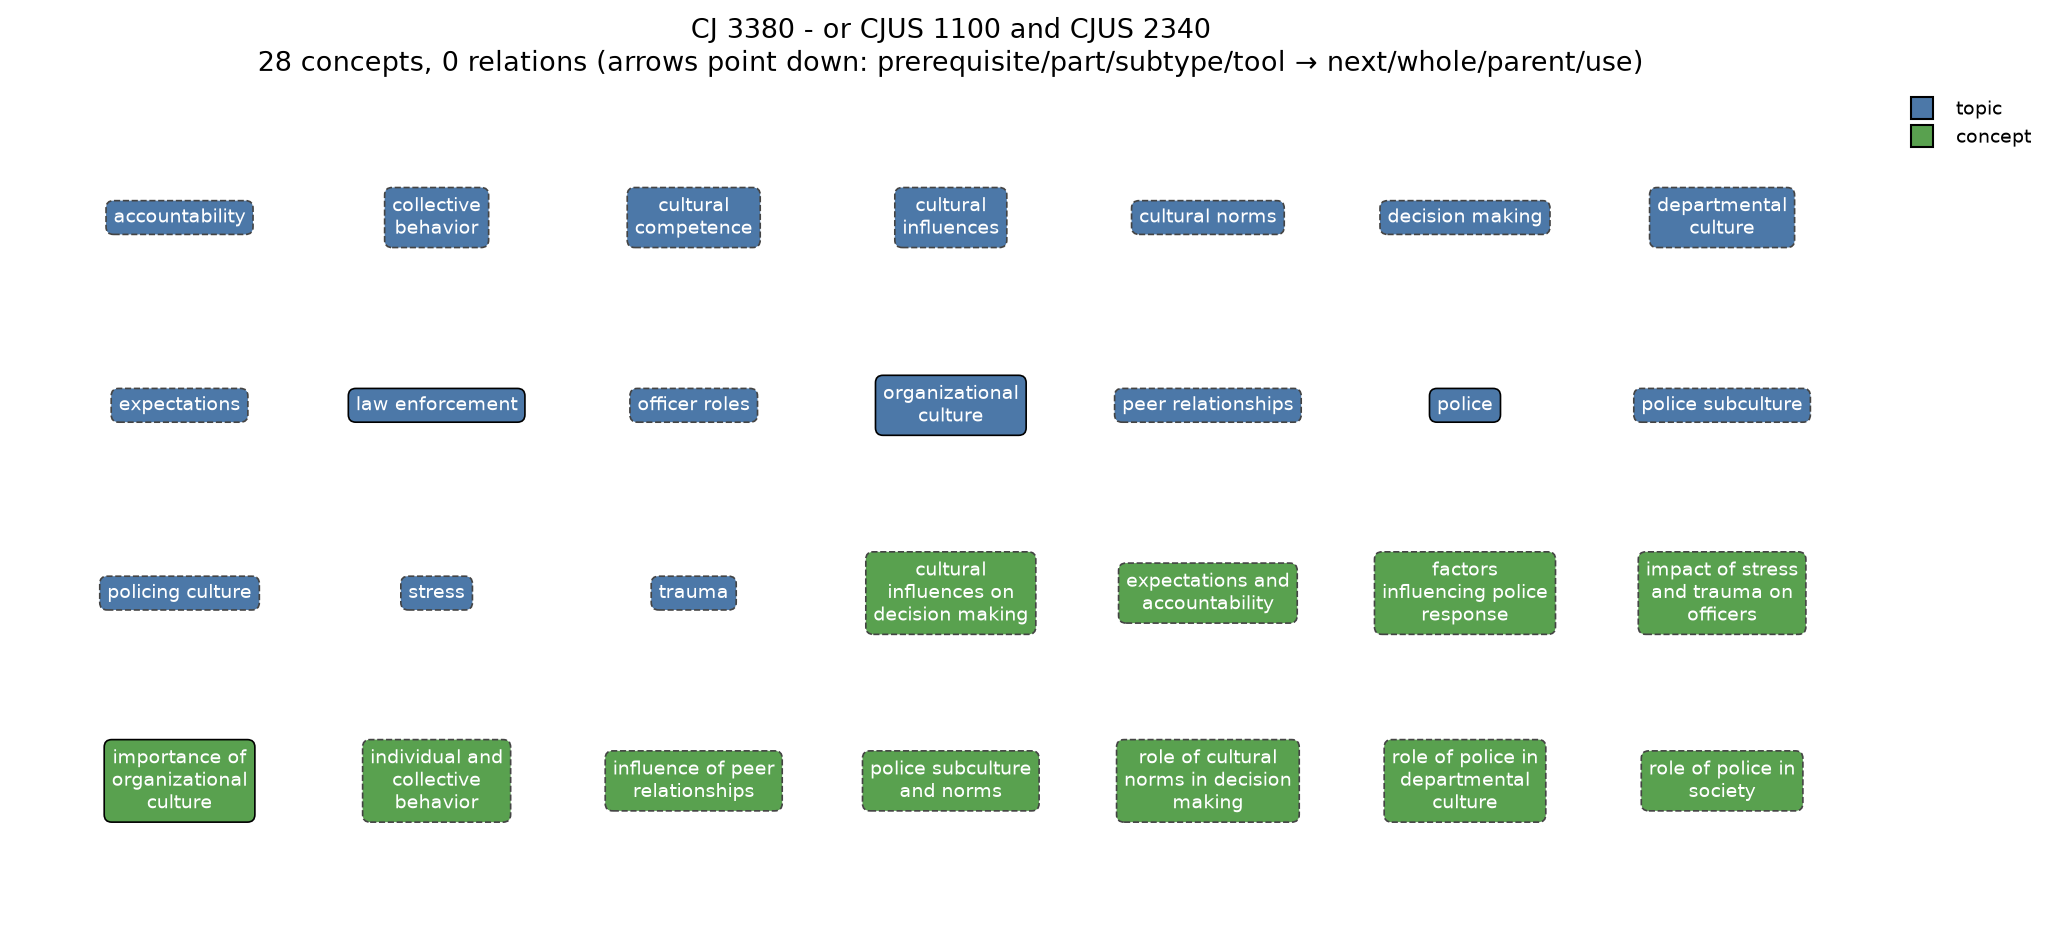 CJ 3380 - or CJUS 1100 and CJUS 2340
28 concepts, 0 relations (arrows point down: prerequisite/part/subtype/tool → next/whole/parent/use)
topic
concept
accountability
collective
behavior
cultural
competence
cultural
influences
cultural norms
decision making
departmental
culture
expectations
law enforcement
officer roles
organizational
culture
peer relationships
police
police subculture
policing culture
stress
trauma
cultural
influences on
decision making
expectations and
accountability
factors
influencing police
response
impact of stress
and trauma on
officers
importance of
organizational
culture
individual and
collective
behavior
influence of peer
relationships
police subculture
and norms
role of cultural
norms in decision
making
role of police in
departmental
culture
role of police in
society